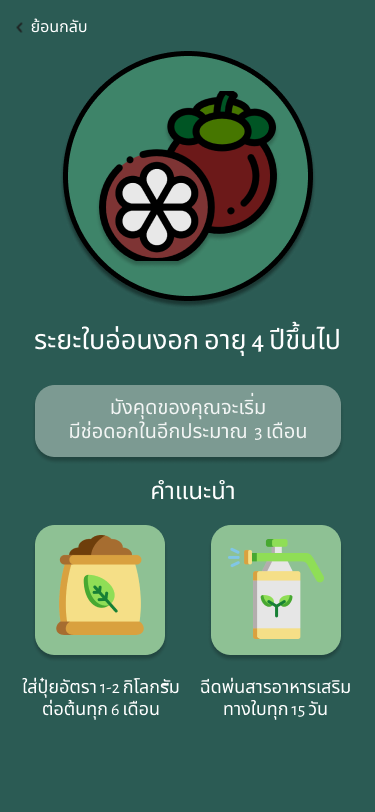 ย้อนกลับ
ระยะใบอ่อนงอก อายุ 4 ปีขึ้นไป
มังคุดของคุณจะเริ่ม
มีช่อดอกในอีกประมาณ 3 เดือน
คำแนะนำ
ใส่ปุ๋ยอัตรา 1-2 กิโลกรัม
ต่อต้นทุก 6 เดือน
ฉีดพ่นสารอาหารเสริม
ทางใบทุก 15 วัน